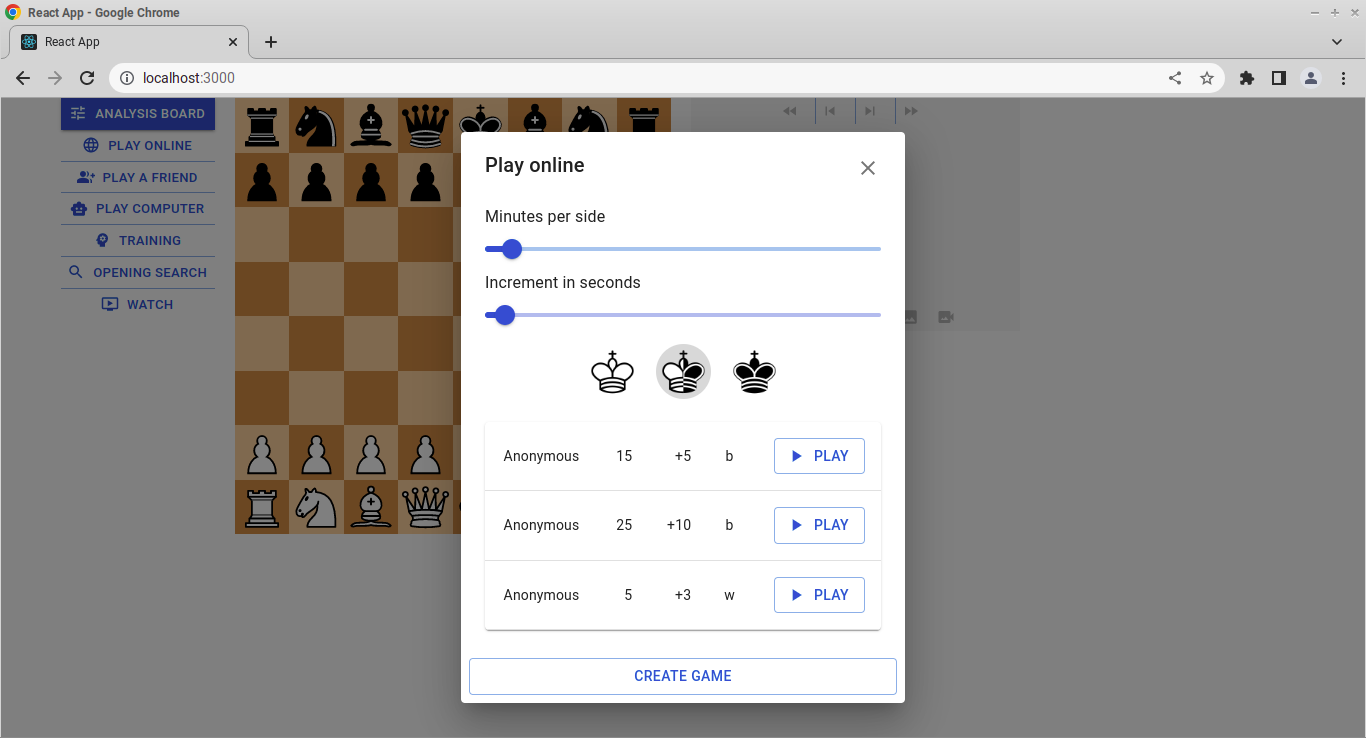 React App - Google Chrome
React App
localhost:3000
ANALYSIS BOARD
PLAY ONLINE
PLAY A FRIEND
PLAY COMPUTER
TRAINING
OPENING SEARCH
WATCH
Play online
Minutes per side
Increment in seconds
Anonymous 15 +5 b PLAY
Anonymous 25 +10 b PLAY
Anonymous 5 +3 w PLAY
CREATE GAME